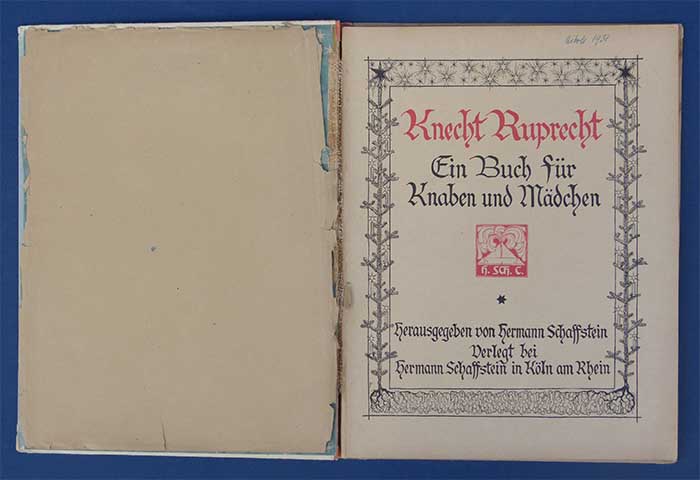 1931
Knecht Ruprecht
Ein Buch für
Knaben und Mädchen
H. SCH. C.
Herausgegeben von Hermann Schaffstein
Verlegt bei
Hermann Schaffstein in Köln am Rhein